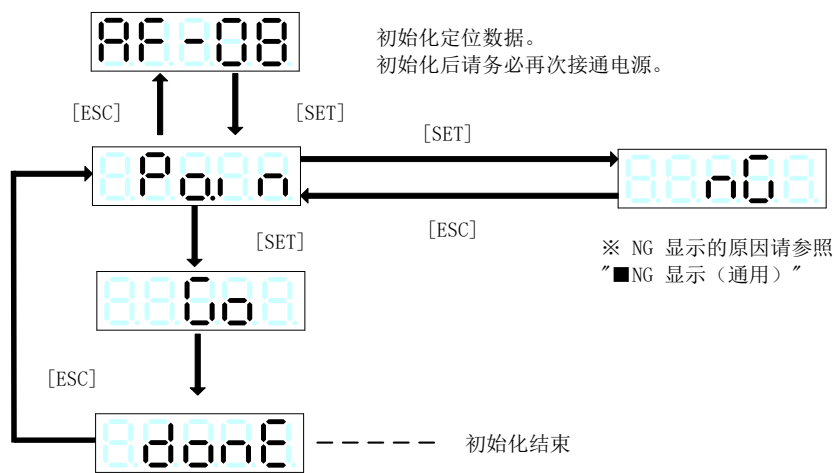 AF-08
初始化定位数据。
初始化后请务必再次接通电源。
[ESC]
[SET]
[SET]
Po.i n
nG
[ESC]
[SET]
※ NG 显示的原因请参照
"■NG 显示（通用）"
Go
[ESC]
donE
初始化结束